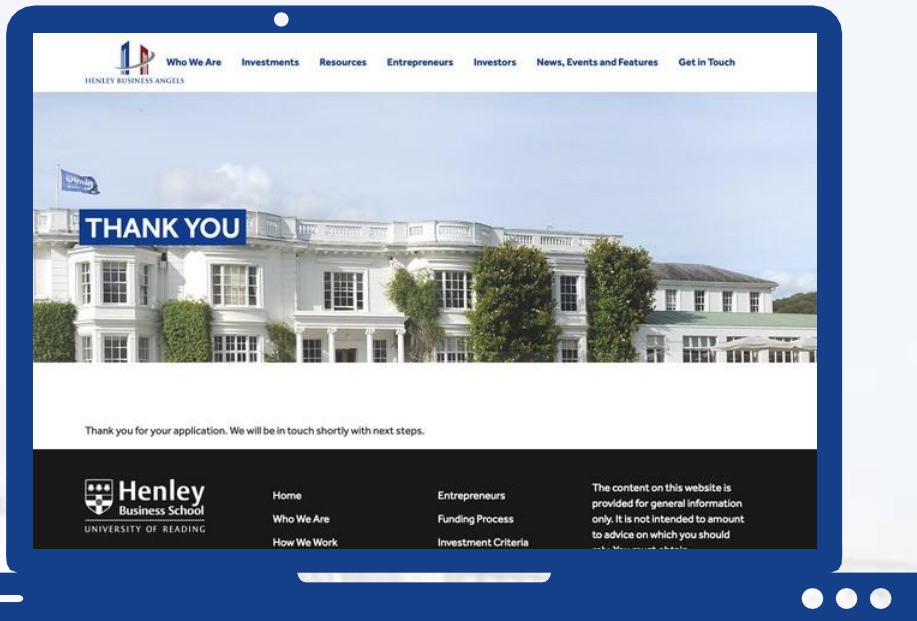 Who We Are Investments Resources Entrepreneurs Investors News, Events and Features Get in Touch
HENLEY BUSINESS ANGELS
Henley
THANK YOU
Thank you for your application. We will be in touch shortly with next steps.
Henley
Business School
UNIVERSITY OF READING
Home
Who We Are
How We Work
Entrepreneurs
Funding Process
Investment Criteria
The content on this website is
provided for general information
only. It is not intended to amount
to advice on which you should